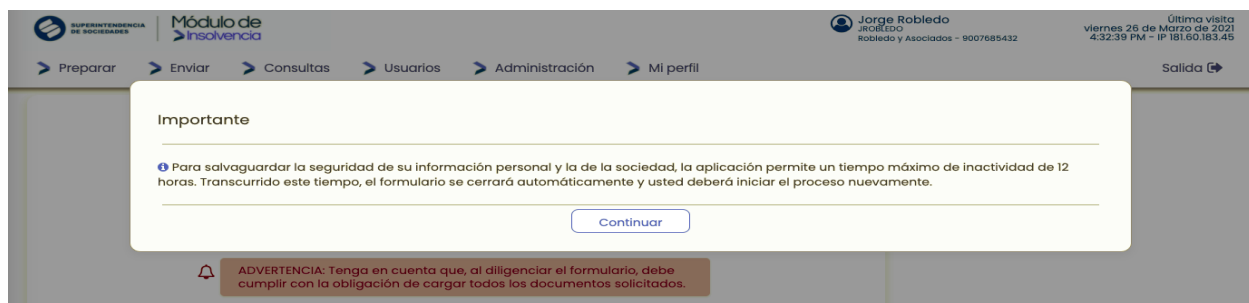 SUPERINTENDENCIA
DE SOCIEDADES
Módulo de
Insolvencia
Jorge Robledo
JROBLEDO
Robledo y Asociados - 9007685432
Última visita
viernes 26 de Marzo de 2021
4:32:39 PM - IP 181.60.183.45
Preparar Enviar Consultas Usuarios Administración Mi perfil Salida
Importante
Para salvaguardar la seguridad de su información personal y la de la sociedad, la aplicación permite un tiempo máximo de inactividad de 12
horas. Transcurrido este tiempo, el formulario se cerrará automáticamente y usted deberá iniciar el proceso nuevamente.
Continuar
ADVERTENCIA: Tenga en cuenta que, al diligenciar el formulario, debe
cumplir con la obligación de cargar todos los documentos solicitados.